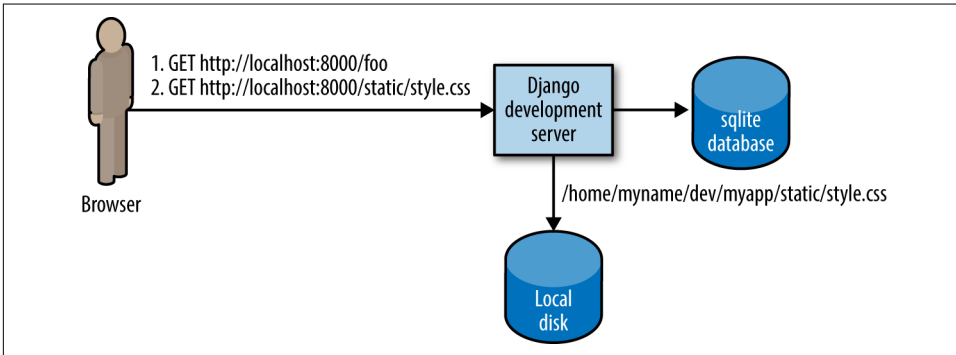 1. GET http://localhost:8000/foo
2. GET http://localhost:8000/static/style.css
Django
development
server
sqlite
database
Browser
/home/myname/dev/myapp/static/style.css
Local
disk